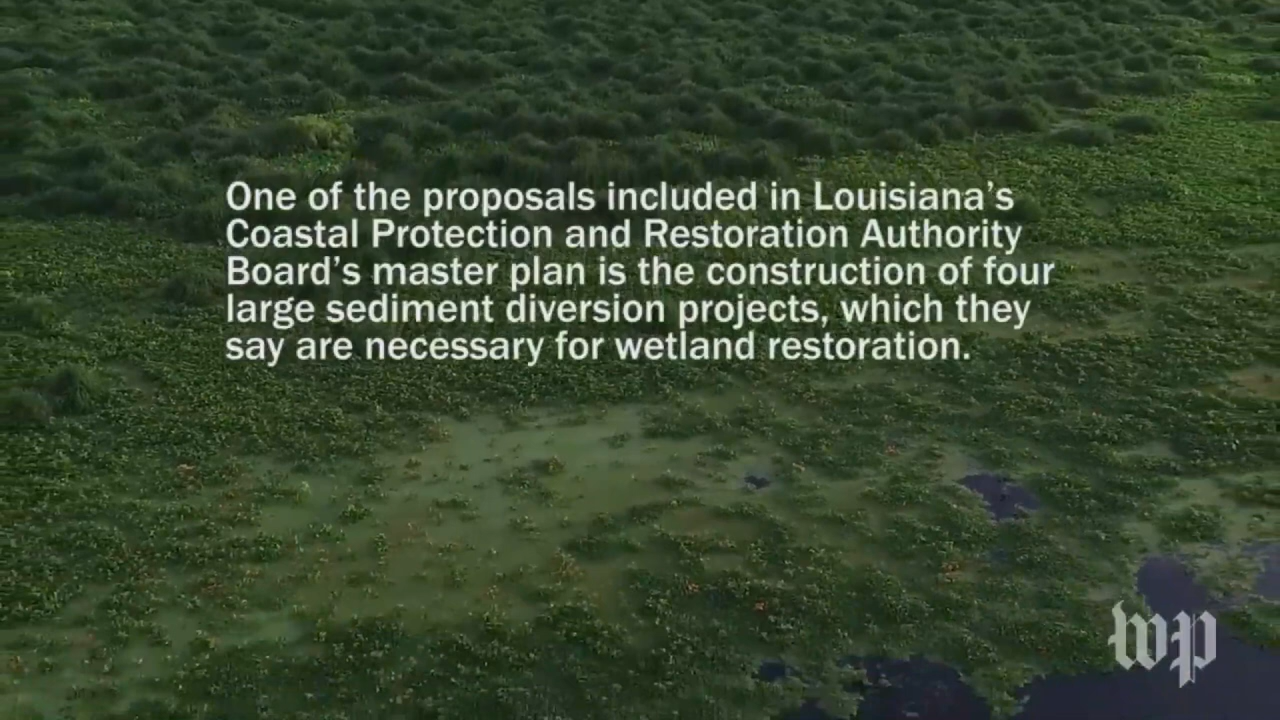 One of the proposals included in Louisiana’s
Coastal Protection and Restoration Authority
Board’s master plan is the construction of four
large sediment diversion projects, which they
say are necessary for wetland restoration.
wp